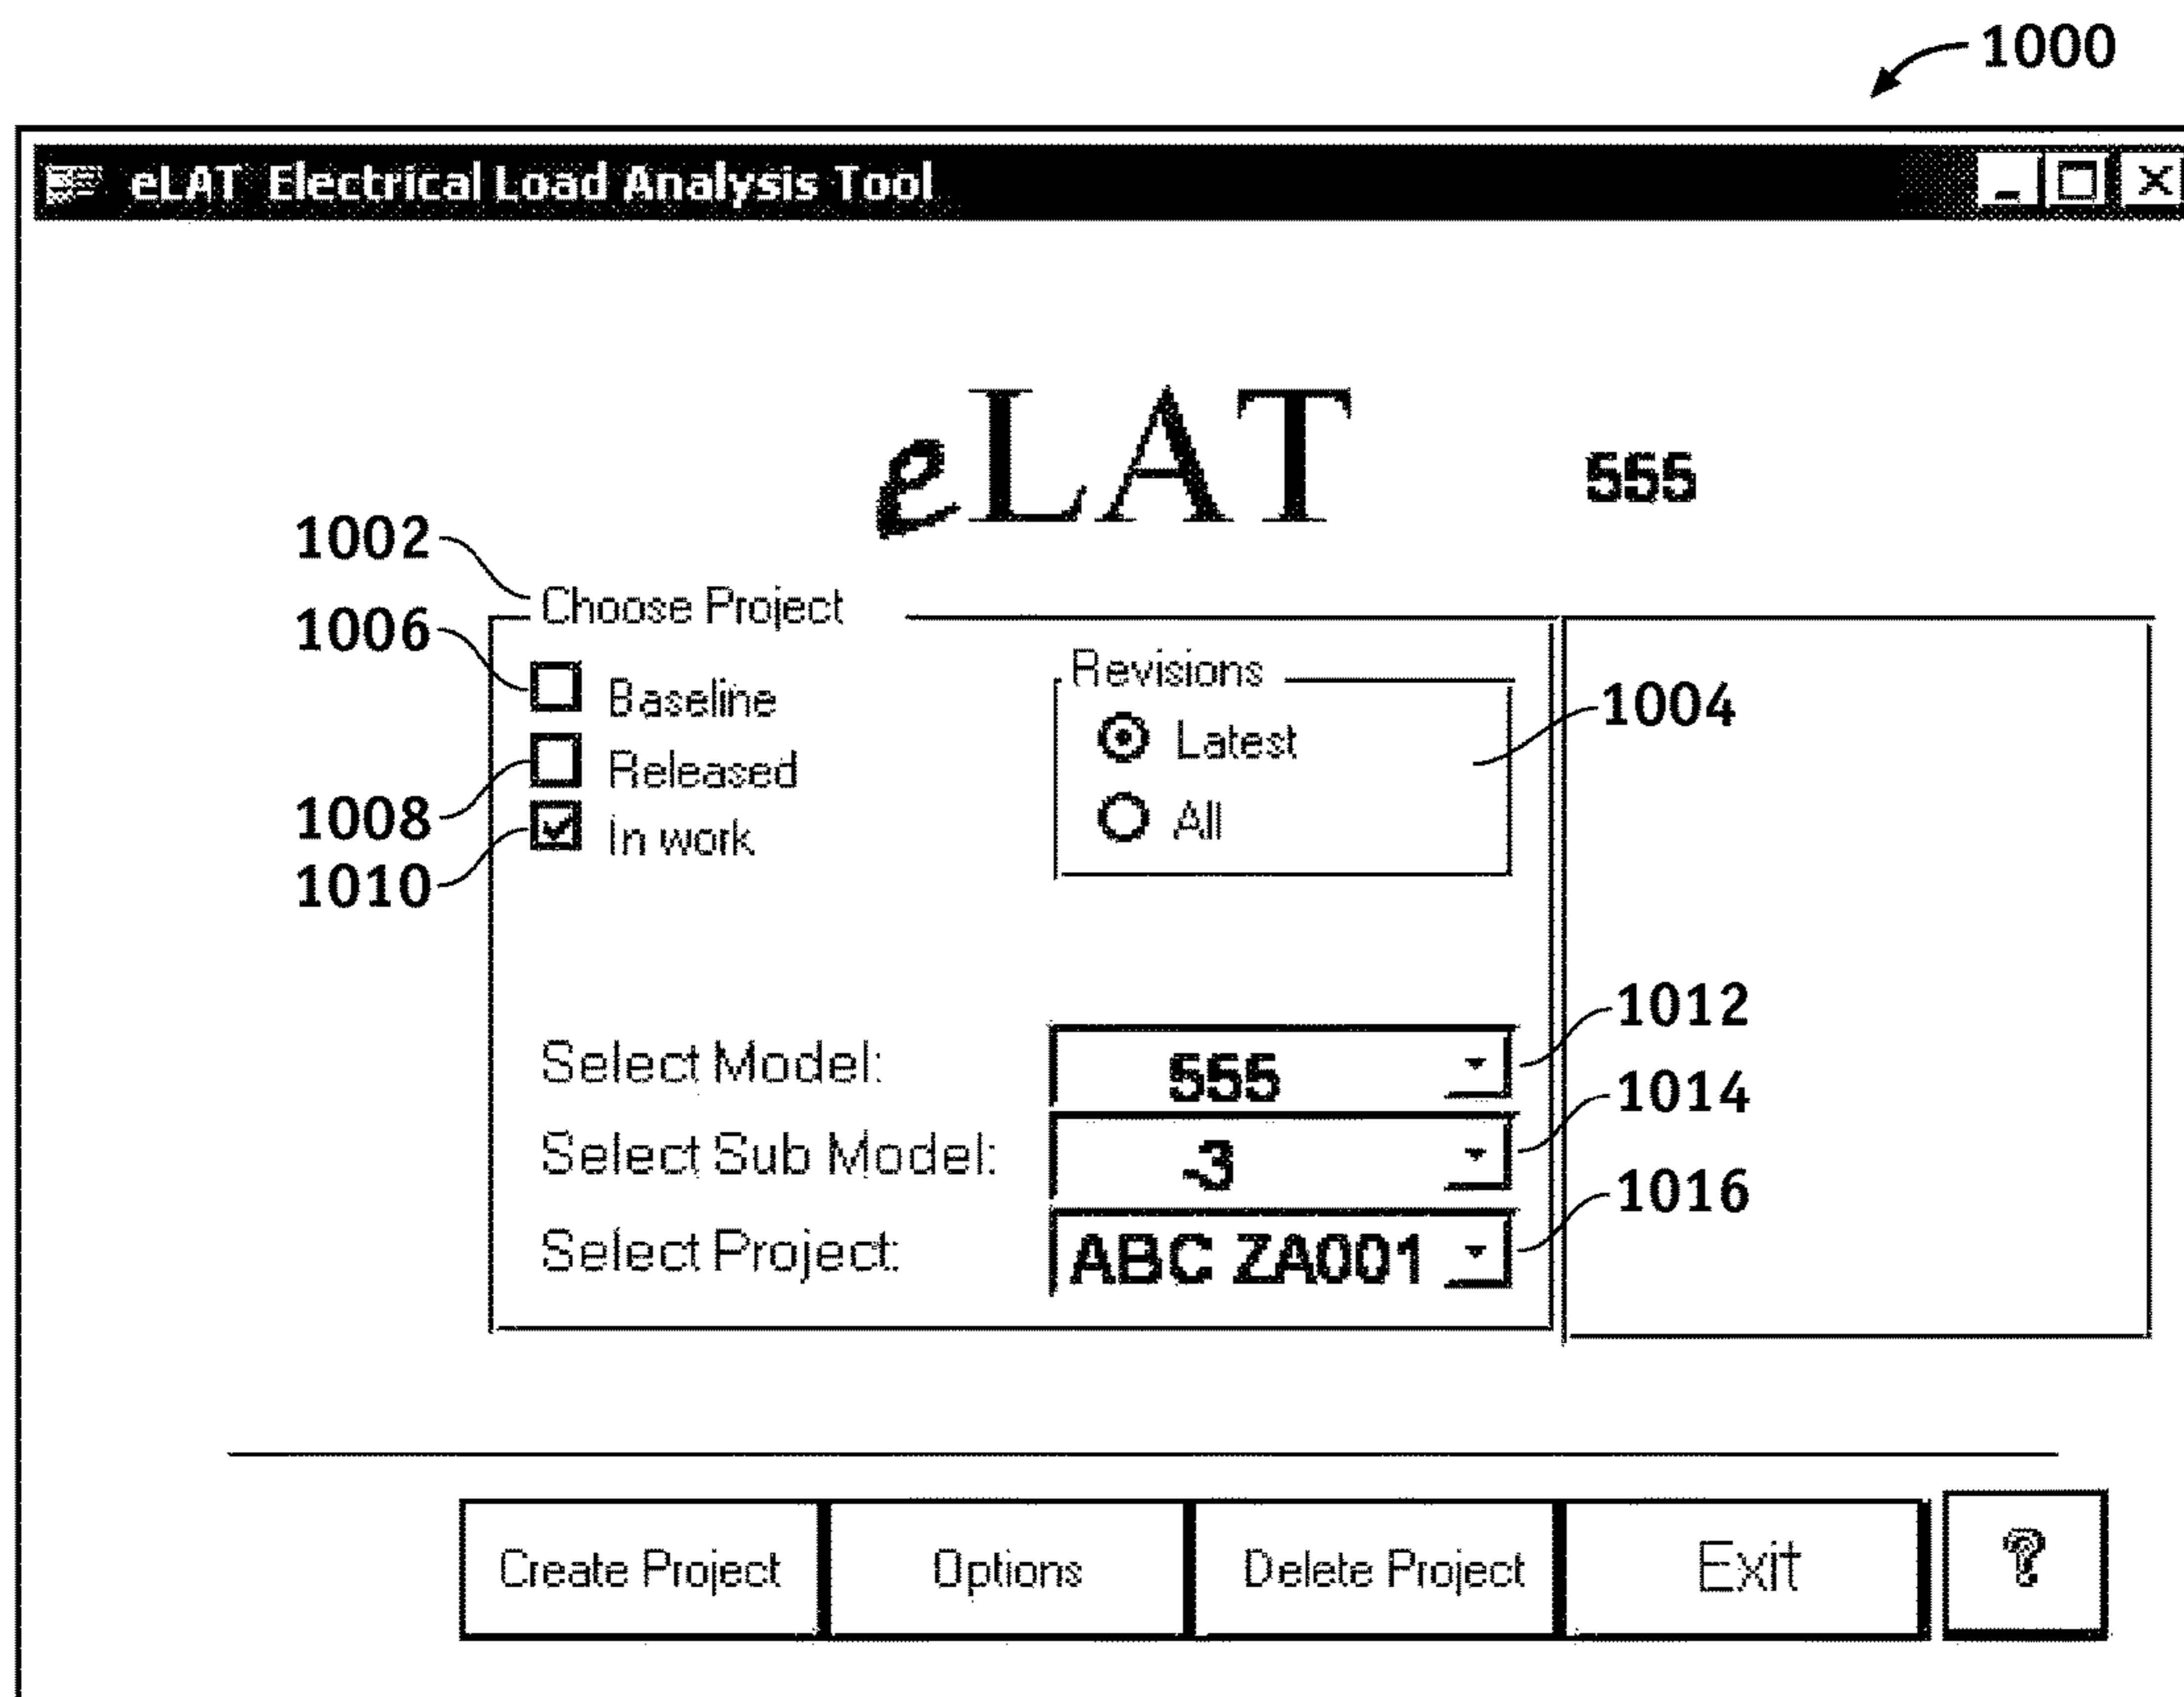 1000
eLAT Electrical Load Analysis Tool
eLAT
555
1002
Choose Project
1006
Baseline
Revisions
1004
Latest
1008
Released
All
1010
In work
1012
Select Model:
555
1014
Select Sub Model:
-3
1016
Select Project:
ABC ZA001
Create Project
Options
Delete Project
Exit
?